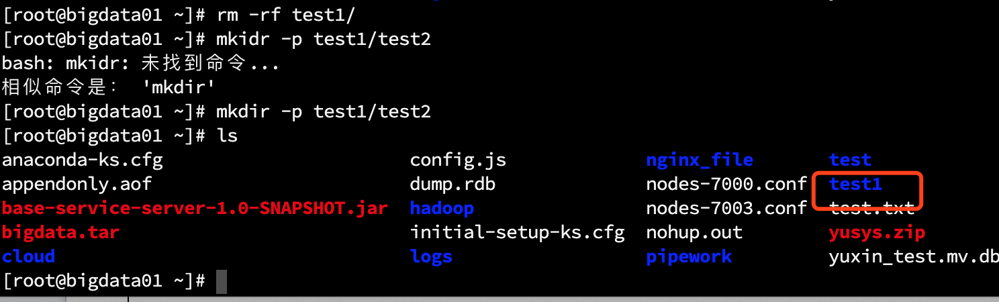 [root@bigdata01 ~]# rm -rf test1/
[root@bigdata01 ~]# mkidr -p test1/test2
bash: mkidr: 未找到命令...
相似命令是： 'mkdir'
[root@bigdata01 ~]# mkdir -p test1/test2
[root@bigdata01 ~]# ls
anaconda-ks.cfg config.js nginx_file test
appendonly.aof dump.rdb nodes-7000.conf test1
base-service-server-1.0-SNAPSHOT.jar hadoop nodes-7003.conf test.txt
bigdata.tar initial-setup-ks.cfg nohup.out yusys.zip
cloud logs pipework yuxin_test.mv.db
[root@bigdata01 ~]#